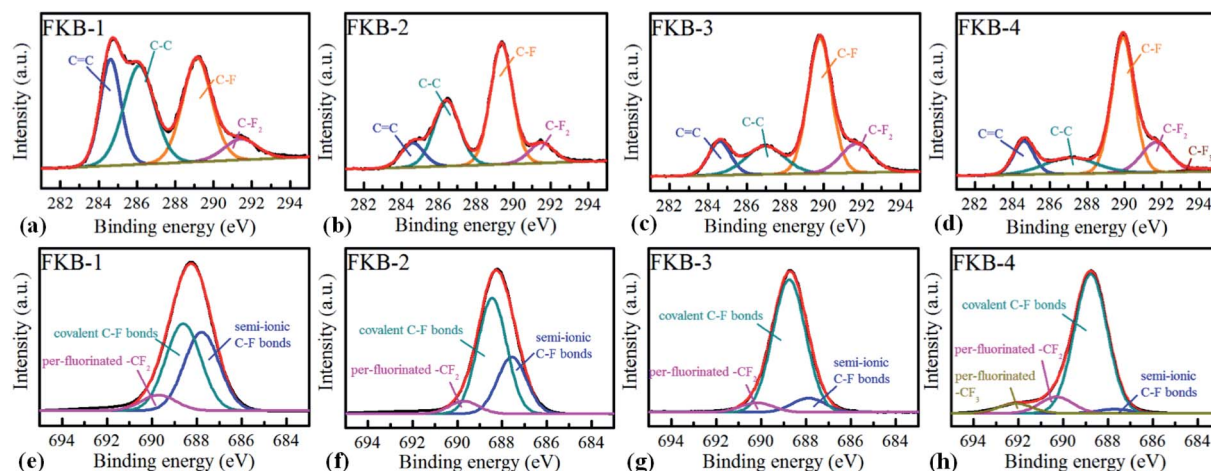 FKB-1
Intensity (a.u.)
C=C
C-C
C-F
C-F2
282 284 286 288 290 292 294
Binding energy (eV)
(a)
FKB-2
Intensity (a.u.)
C=C
C-C
C-F
C-F2
282 284 286 288 290 292 294
Binding energy (eV)
(b)
FKB-3
Intensity (a.u.)
C=C
C-C
C-F
C-F2
282 284 286 288 290 292 294
Binding energy (eV)
(c)
FKB-4
Intensity (a.u.)
C=C
C-C
C-F
C-F2
C-F3
282 284 286 288 290 292 294
Binding energy (eV)
(d)
FKB-1
Intensity (a.u.)
covalent C-F bonds
semi-ionic
C-F bonds
per-fluorinated -CF2
694 692 690 688 686 684
Binding energy (eV)
(e)
FKB-2
Intensity (a.u.)
covalent C-F bonds
semi-ionic
C-F bonds
per-fluorinated -CF2
694 692 690 688 686 684
Binding energy (eV)
(f)
FKB-3
Intensity (a.u.)
covalent C-F bonds
semi-ionic
C-F bonds
per-fluorinated -CF2
694 692 690 688 686 684
Binding energy (eV)
(g)
FKB-4
Intensity (a.u.)
covalent C-F bonds
per-fluorinated -CF2
per-fluorinated
-CF3
semi-ionic
C-F bonds
694 692 690 688 686 684
Binding energy (eV)
(h)